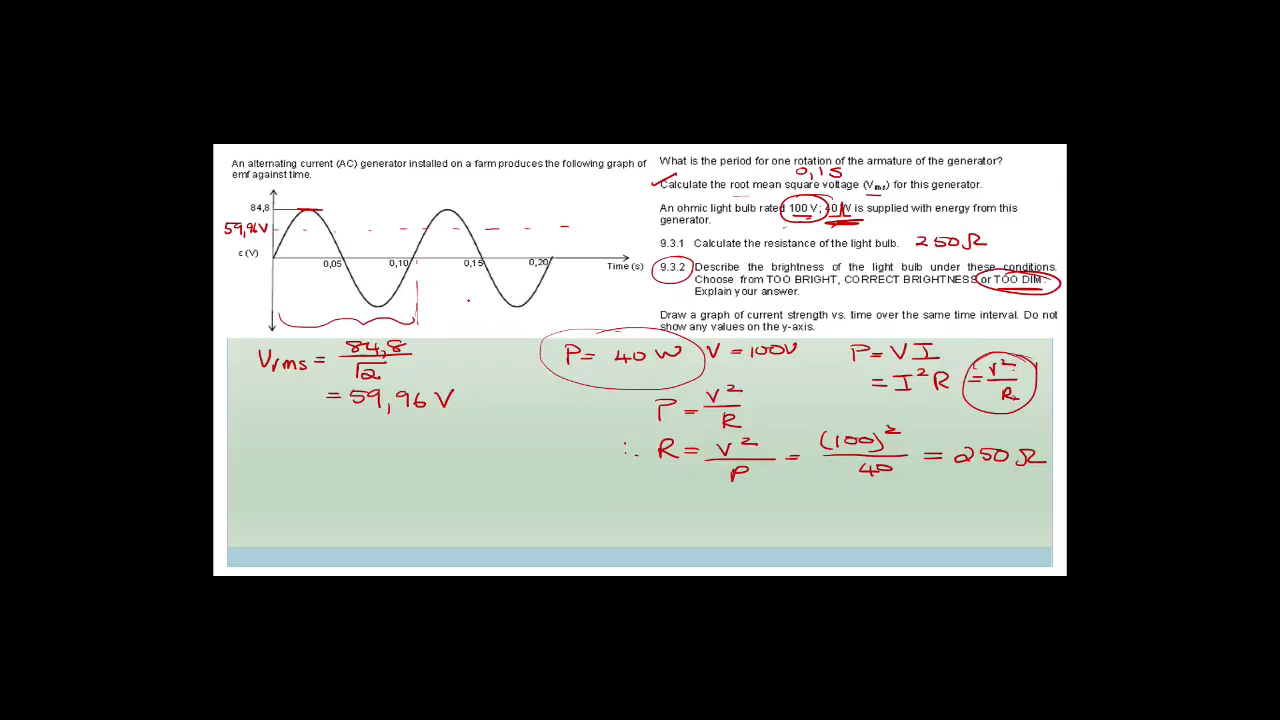 An alternating current (AC) generator installed on a farm produces the following graph of
emf against time.
84,8
59,96V
ε (V)
0,05
0,10
0,15
0,20
Time (s)
What is the period for one rotation of the armature of the generator?
0,1s
Calculate the root mean square voltage (Vrms) for this generator.
An ohmic light bulb rated 100 V; 40 W is supplied with energy from this
generator.
9.3.1 Calculate the resistance of the light bulb. 250Ω
9.3.2 Describe the brightness of the light bulb under these conditions.
Choose from TOO BRIGHT, CORRECT BRIGHTNESS or TOO DIM.
Explain your answer.
Draw a graph of current strength vs. time over the same time interval. Do not
show any values on the y-axis.
Vrms = 84,8 / √2
= 59,96 V
P = 40 W V = 100V
P = V²/R
∴ R = V²/P = (100)²/40 = 250 Ω
P = VI
= I²R = V²/R